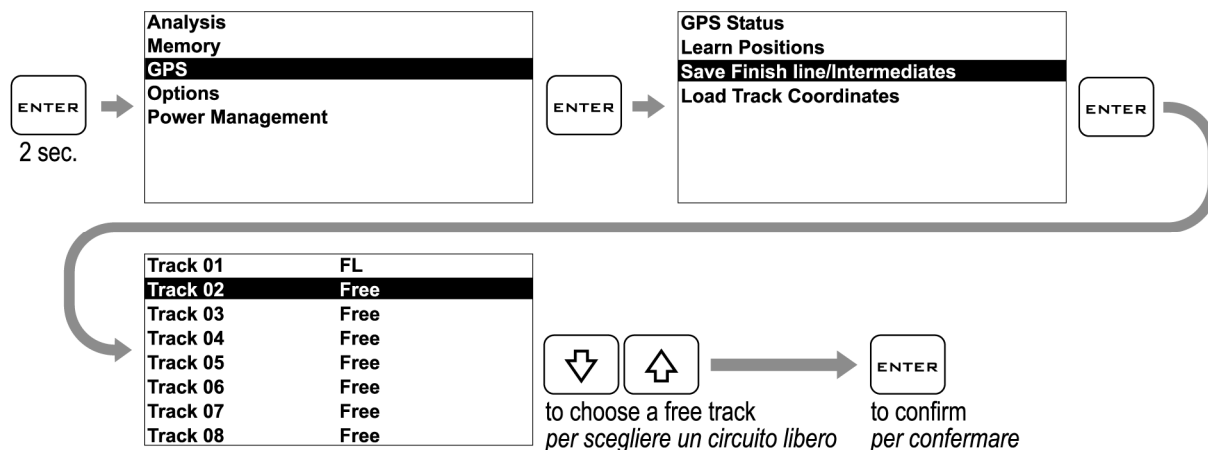 ENTER
2 sec.
Analysis
Memory
GPS
Options
Power Management
ENTER
GPS Status
Learn Positions
Save Finish line/Intermediates
Load Track Coordinates
ENTER
Track 01 FL
Track 02 Free
Track 03 Free
Track 04 Free
Track 05 Free
Track 06 Free
Track 07 Free
Track 08 Free
to choose a free track
per scegliere un circuito libero
ENTER
to confirm
per confermare